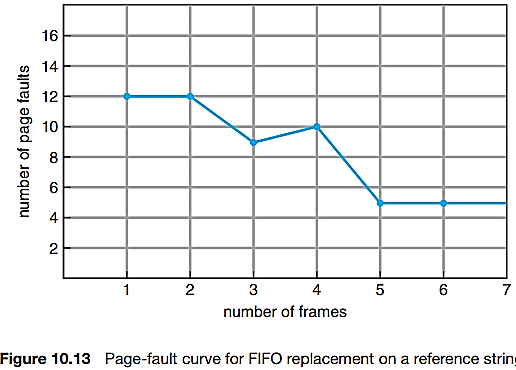 16
14
12
10
8
6
4
2
number of page faults
1 2 3 4 5 6 7
number of frames
Figure 10.13 Page-fault curve for FIFO replacement on a reference